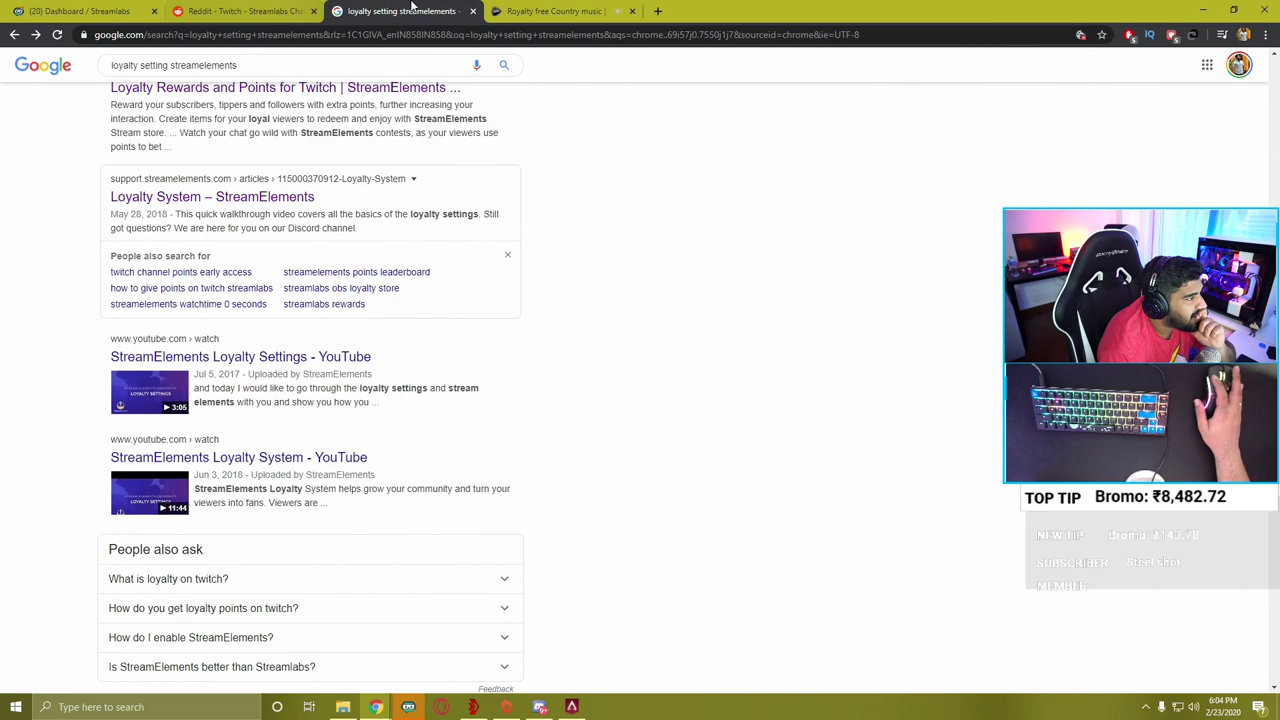 (20) Dashboard / Streamlabs
Reddit - Twitch - Streamlabs Cha
loyalty setting streamelements -
Royalty free Country music |
google.com/search?q=loyalty+setting+streamelements&rlz=1C1GIVA_enIN858IN858&oq=loyalty+setting+streamelements&aqs=chrome..69i57j0.7550j1j7&sourceid=chrome&ie=UTF-8
Google
loyalty setting streamelements
Loyalty Rewards and Points for Twitch | StreamElements ...
Reward your subscribers, tippers and followers with extra points, further increasing your
interaction. Create items for your loyal viewers to redeem and enjoy with StreamElements
Stream store. ... Watch your chat go wild with StreamElements contests, as your viewers use
points to bet ...
support.streamelements.com › articles › 115000370912-Loyalty-System
Loyalty System – StreamElements
May 28, 2018 - This quick walkthrough video covers all the basics of the loyalty settings. Still
got questions? We are here for you on our Discord channel.
People also search for
twitch channel points early access
streamelements points leaderboard
how to give points on twitch streamlabs
streamlabs obs loyalty store
streamelements watchtime 0 seconds
streamlabs rewards
www.youtube.com › watch
StreamElements Loyalty Settings - YouTube
Jul 5, 2017 - Uploaded by StreamElements
and today I would like to go through the loyalty settings and stream
elements with you and show you how you ...
3:05
www.youtube.com › watch
StreamElements Loyalty System - YouTube
Jun 3, 2018 - Uploaded by StreamElements
StreamElements Loyalty System helps grow your community and turn your
viewers into fans. Viewers are ...
11:44
People also ask
What is loyalty on twitch?
How do you get loyalty points on twitch?
How do I enable StreamElements?
Is StreamElements better than Streamlabs?
Feedback
TOP TIP Bromo: ₹8,482.72
NEW TIP Bromo: ₹143.78
SUBSCRIBER Steel shot
MEMBER
Type here to search
6:04 PM
2/23/2020